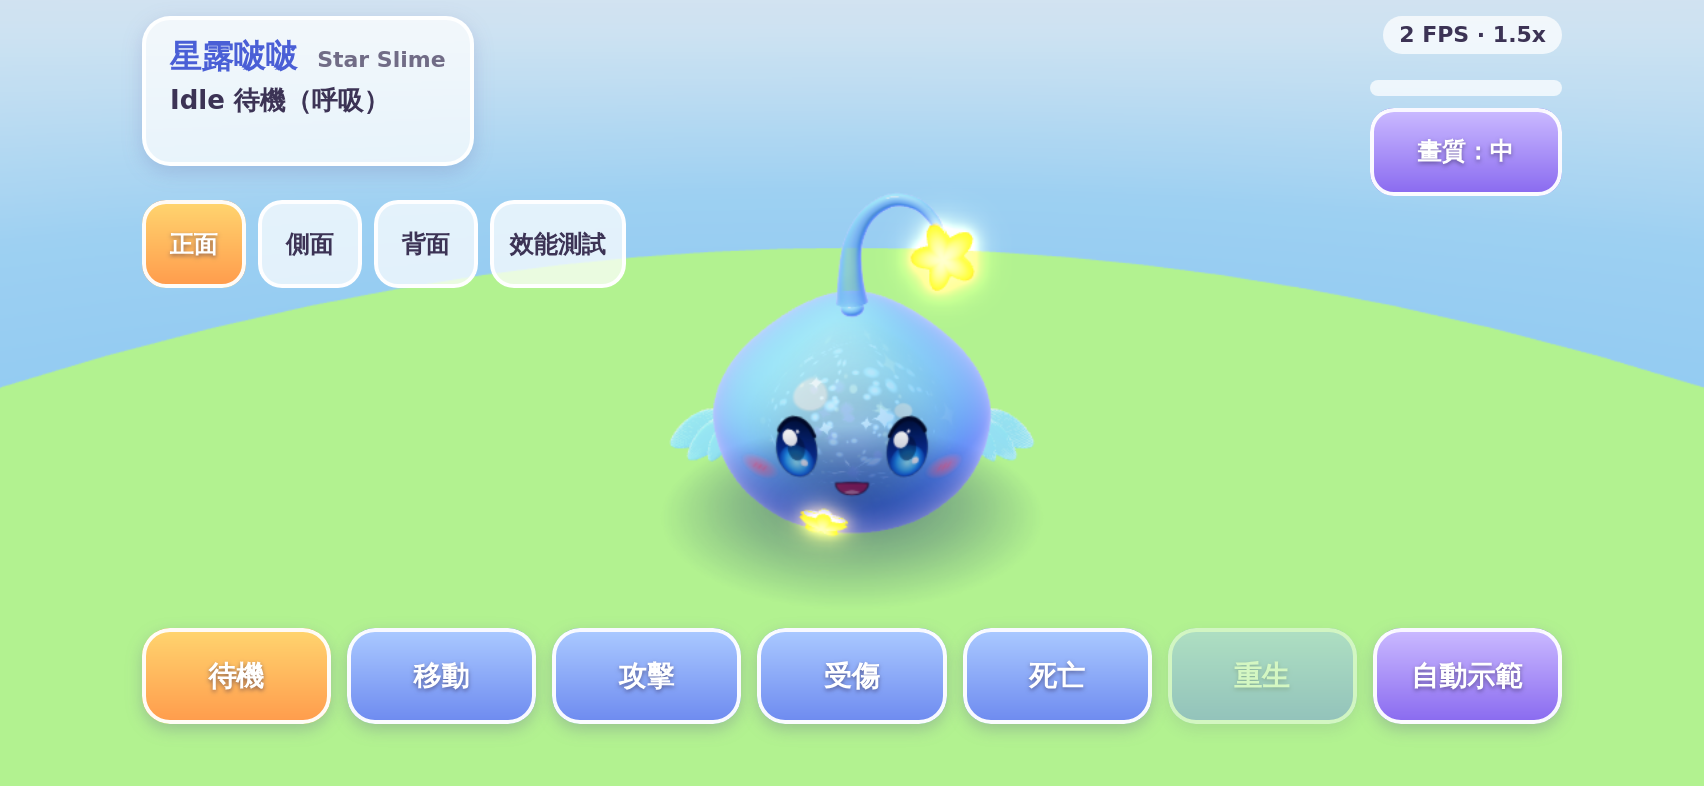 星露啵啵 Star Slime
Idle 待機（呼吸）
2 FPS · 1.5x
畫質：中
正面 側面 背面 效能測試
待機 移動 攻擊 受傷 死亡 重生 自動示範